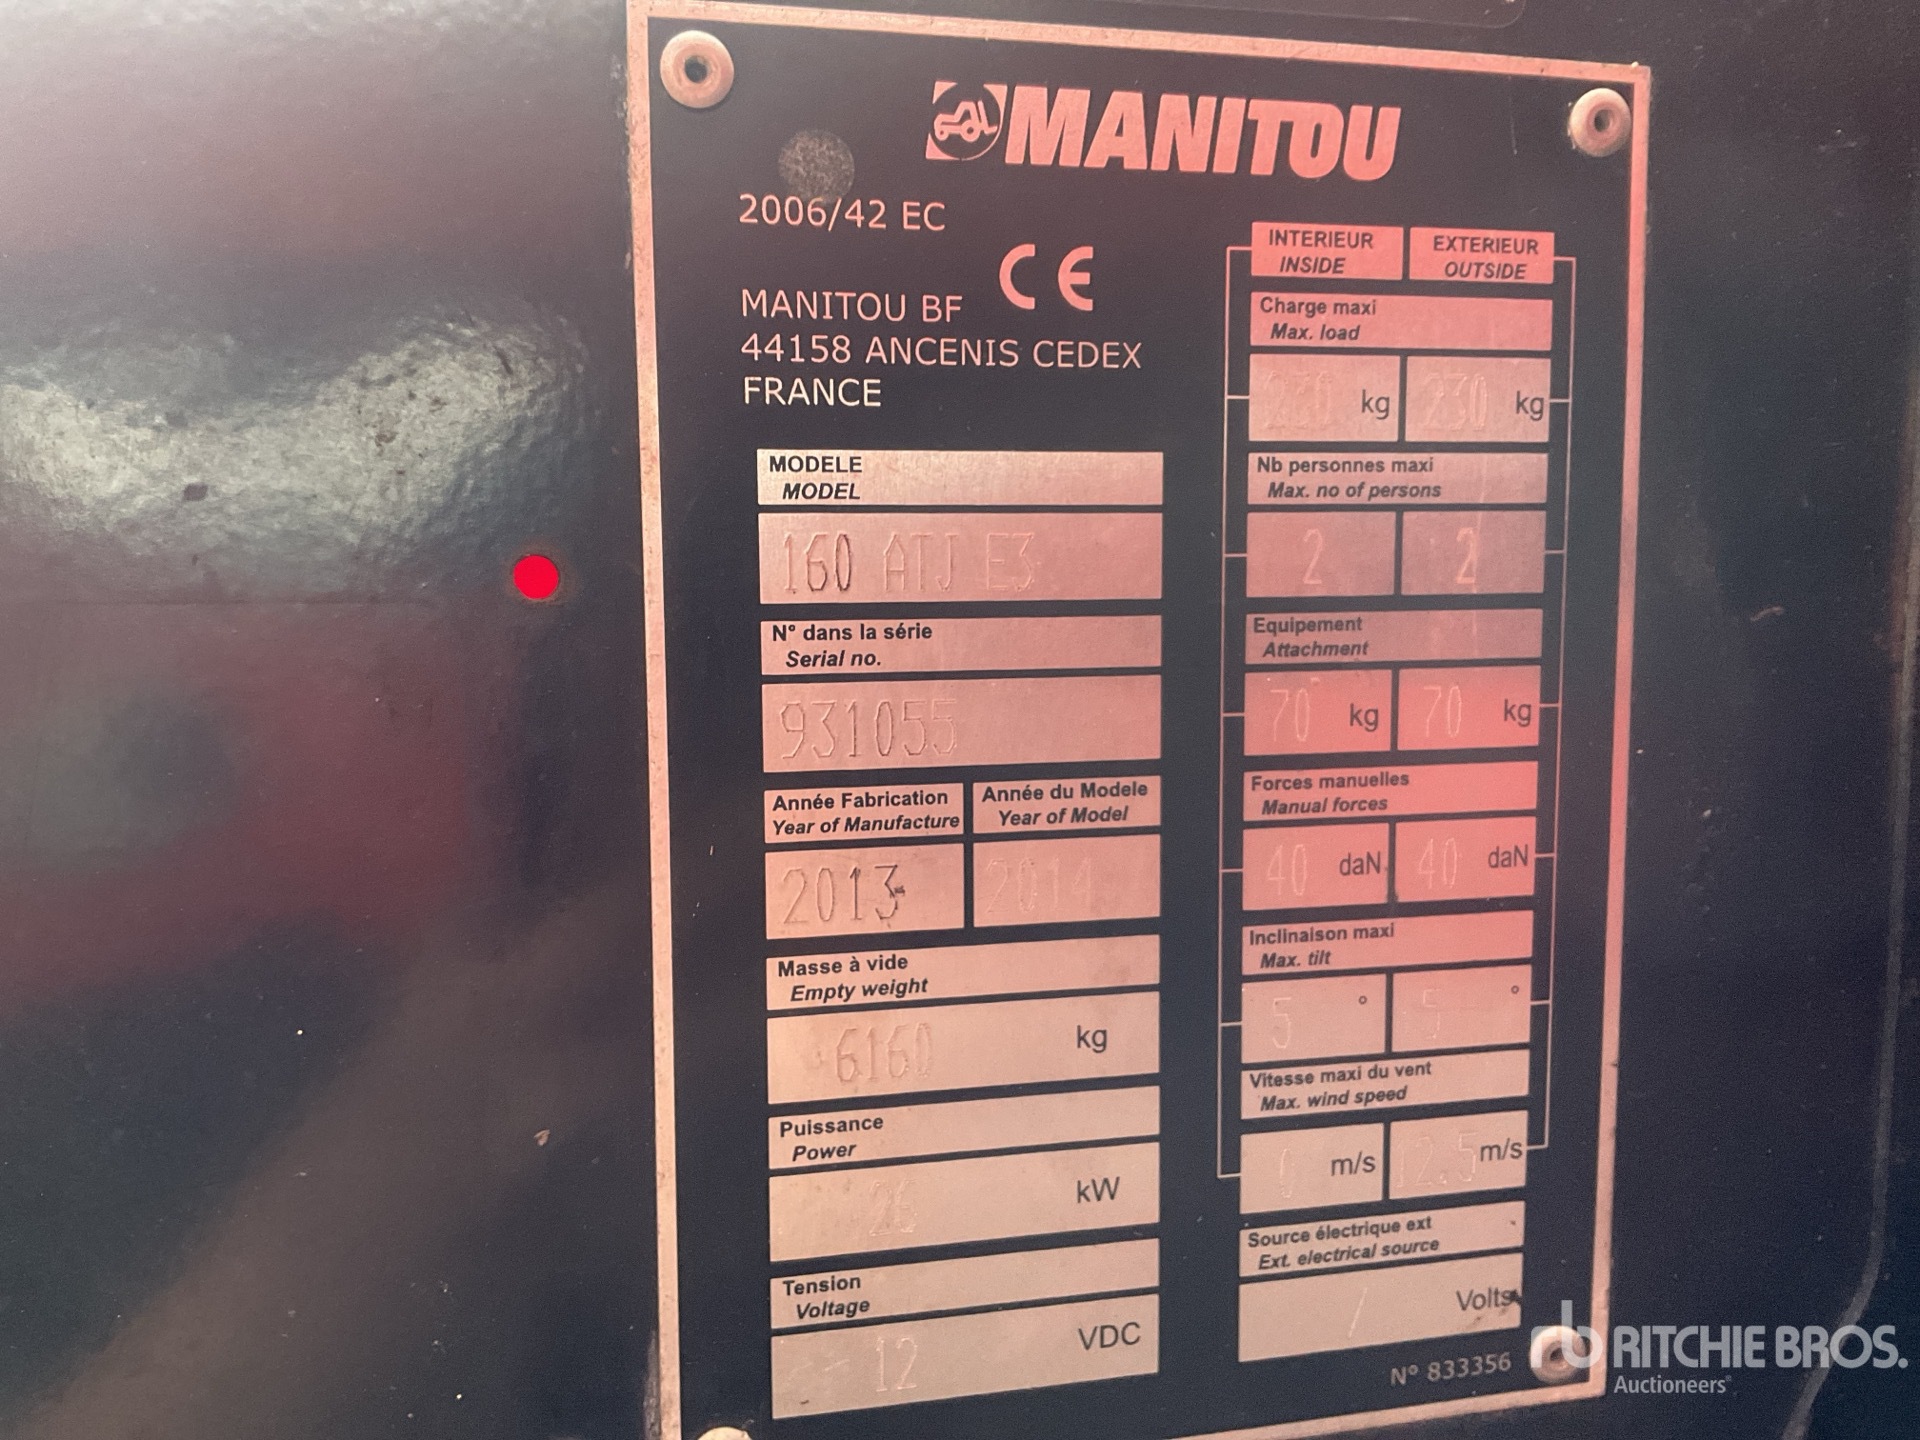 MANITOU
2006/42 EC
CE
MANITOU BF
44158 ANCENIS CEDEX
FRANCE
MODELE
MODEL
160 ATJ E3
N° dans la série
Serial no.
931055
Année Fabrication
Year of Manufacture
Année du Modele
Year of Model
2013
2014
Masse à vide
Empty weight
6160 kg
Puissance
Power
26 kW
Tension
Voltage
12 VDC
INTERIEUR
INSIDE
EXTERIEUR
OUTSIDE
Charge maxi
Max. load
kg
230 kg
Nb personnes maxi
Max. no of persons
2
2
Equipement
Attachment
70 kg
70 kg
Forces manuelles
Manual forces
40 daN
40 daN
Inclinaison maxi
Max. tilt
5 °
5 °
Vitesse maxi du vent
Max. wind speed
0 m/s
12.5 m/s
Source électrique ext
Ext. electrical source
/ Volts
N° 833356
rb RITCHIE BROS.
Auctioneers